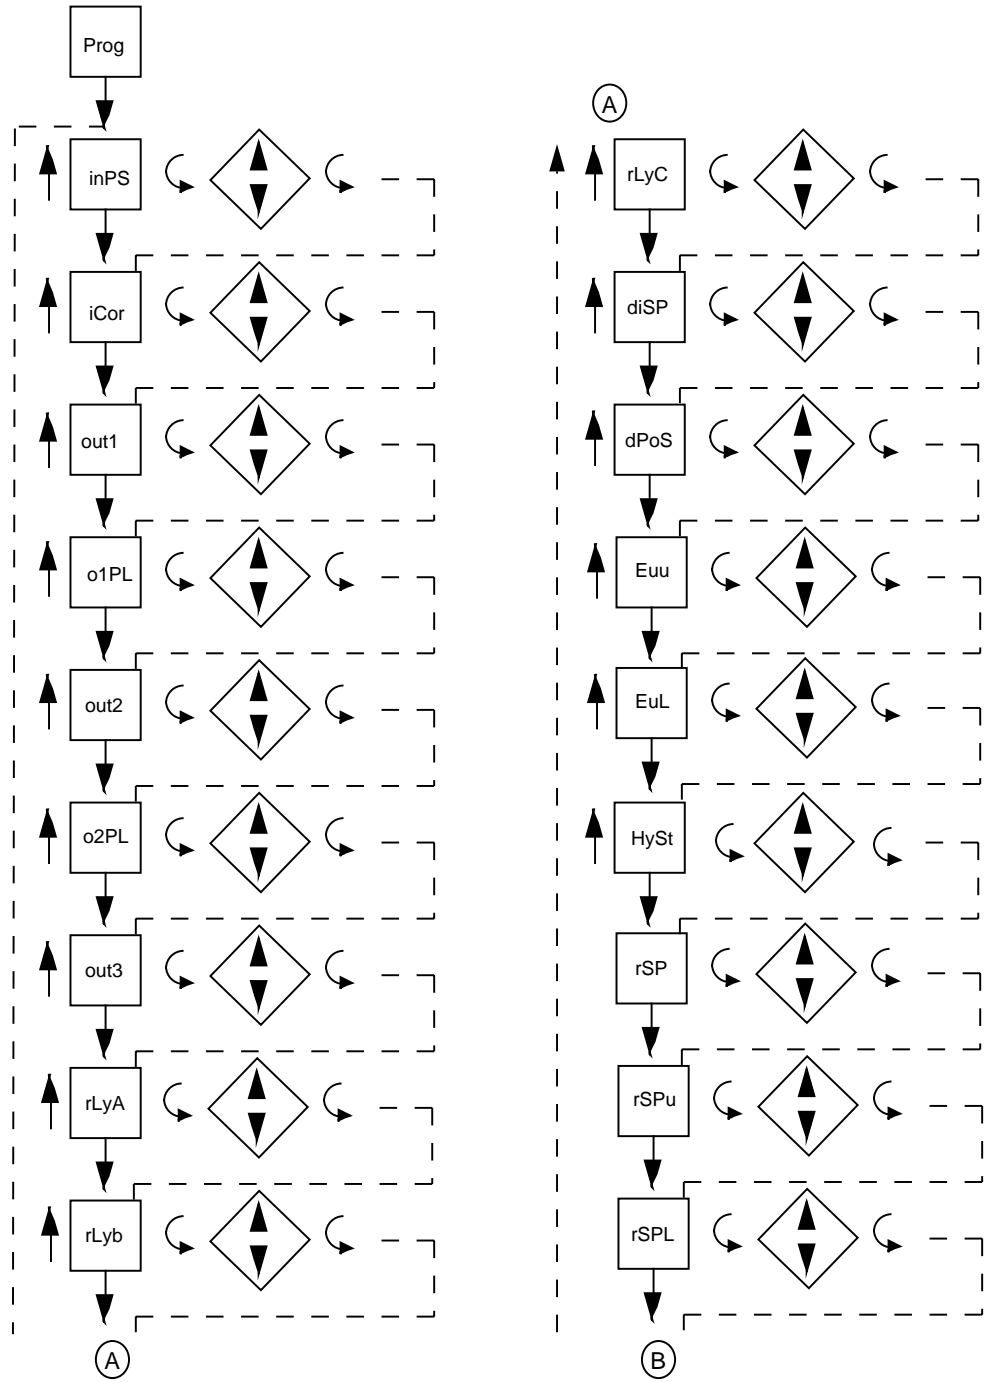 Prog
inPS
iCor
out1
o1PL
out2
o2PL
out3
rLyA
rLyb
A
A
rLyC
diSP
dPoS
Euu
EuL
HySt
rSP
rSPu
rSPL
B